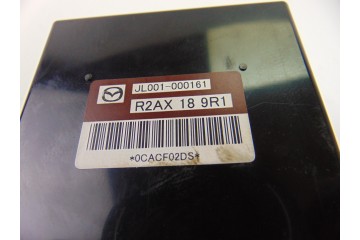 JL001-000161
R2AX 18 9R1
*0CACF02DS*